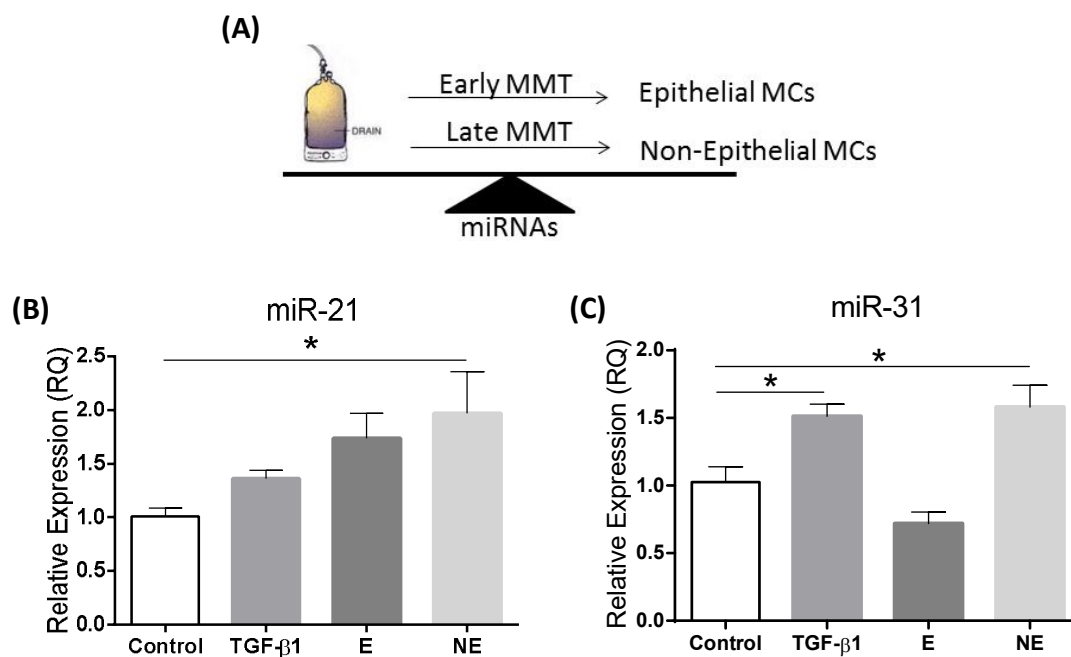 (A)
DRAIN
Early MMT
Epithelial MCs
Late MMT
Non-Epithelial MCs
miRNAs
(B)
miR-21
Relative Expression (RQ)
2.5
2.0
1.5
1.0
0.5
0.0
*
Control TGF-β1 E NE
(C)
miR-31
Relative Expression (RQ)
2.0
1.5
1.0
0.5
0.0
*
*
Control TGF-β1 E NE